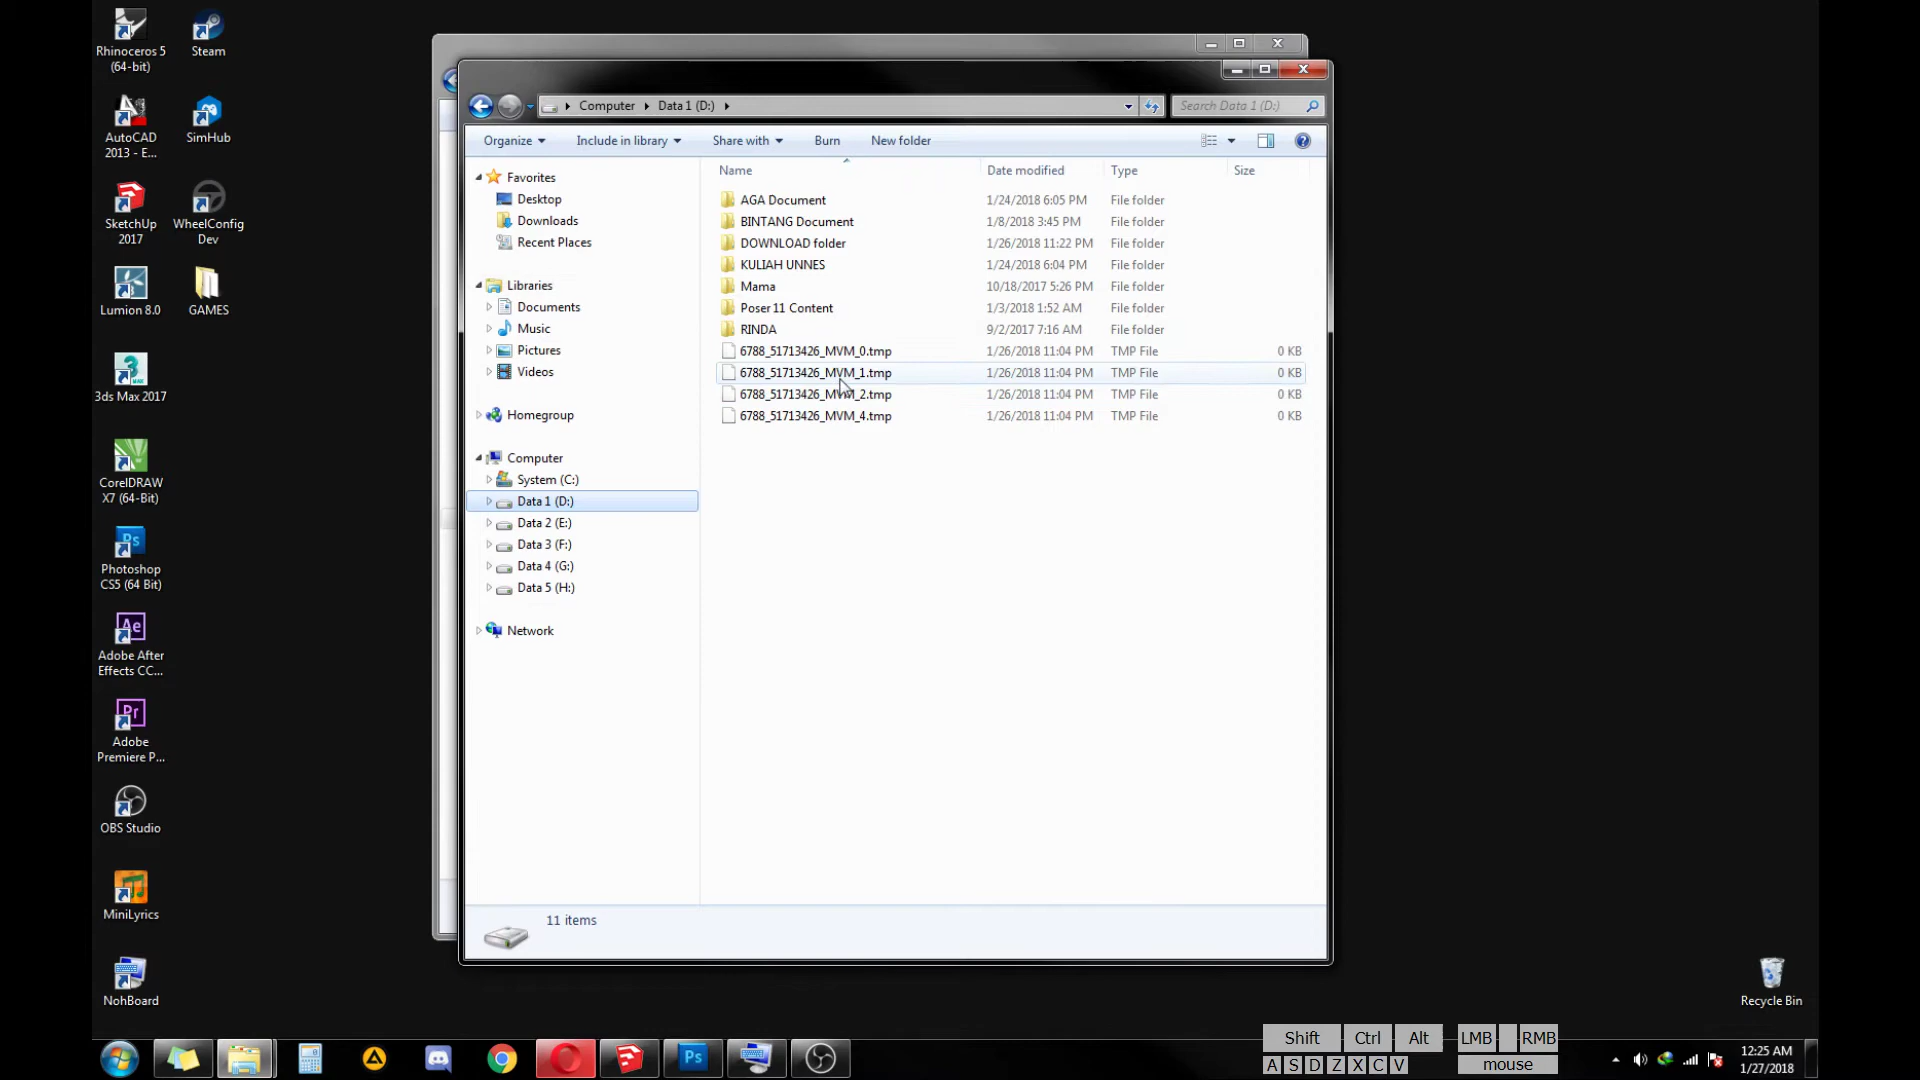 Rhinoceros 5
(64-bit)
Steam
AutoCAD
2013 - E...
SimHub
SketchUp
2017
WheelConfig
Dev
Lumion 8.0
GAMES
3ds Max 2017
CorelDRAW
X7 (64-Bit)
Ps
Photoshop
CS5 (64 Bit)
Ae
Adobe After
Effects CC...
Pr
Adobe
Premiere P...
OBS Studio
MiniLyrics
NohBoard
Computer
Data 1 (D:)
Search Data 1 (D:)
Organize
Include in library
Share with
Burn
New folder
Favorites
Desktop
Downloads
Recent Places
Libraries
Documents
Music
Pictures
Videos
Homegroup
Computer
System (C:)
Data 1 (D:)
Data 2 (E:)
Data 3 (F:)
Data 4 (G:)
Data 5 (H:)
Network
Name Date modified Type Size
AGA Document 1/24/2018 6:05 PM File folder
BINTANG Document 1/8/2018 3:45 PM File folder
DOWNLOAD folder 1/26/2018 11:22 PM File folder
KULIAH UNNES 1/24/2018 6:04 PM File folder
Mama 10/18/2017 5:26 PM File folder
Poser 11 Content 1/3/2018 1:52 AM File folder
RINDA 9/2/2017 7:16 AM File folder
6788_51713426_MVM_0.tmp 1/26/2018 11:04 PM TMP File 0 KB
6788_51713426_MVM_1.tmp 1/26/2018 11:04 PM TMP File 0 KB
6788_51713426_MVM_2.tmp 1/26/2018 11:04 PM TMP File 0 KB
6788_51713426_MVM_4.tmp 1/26/2018 11:04 PM TMP File 0 KB
11 items
Recycle Bin
Ps
Shift Ctrl Alt LMB RMB
A S D Z X C V mouse
12:25 AM
1/27/2018